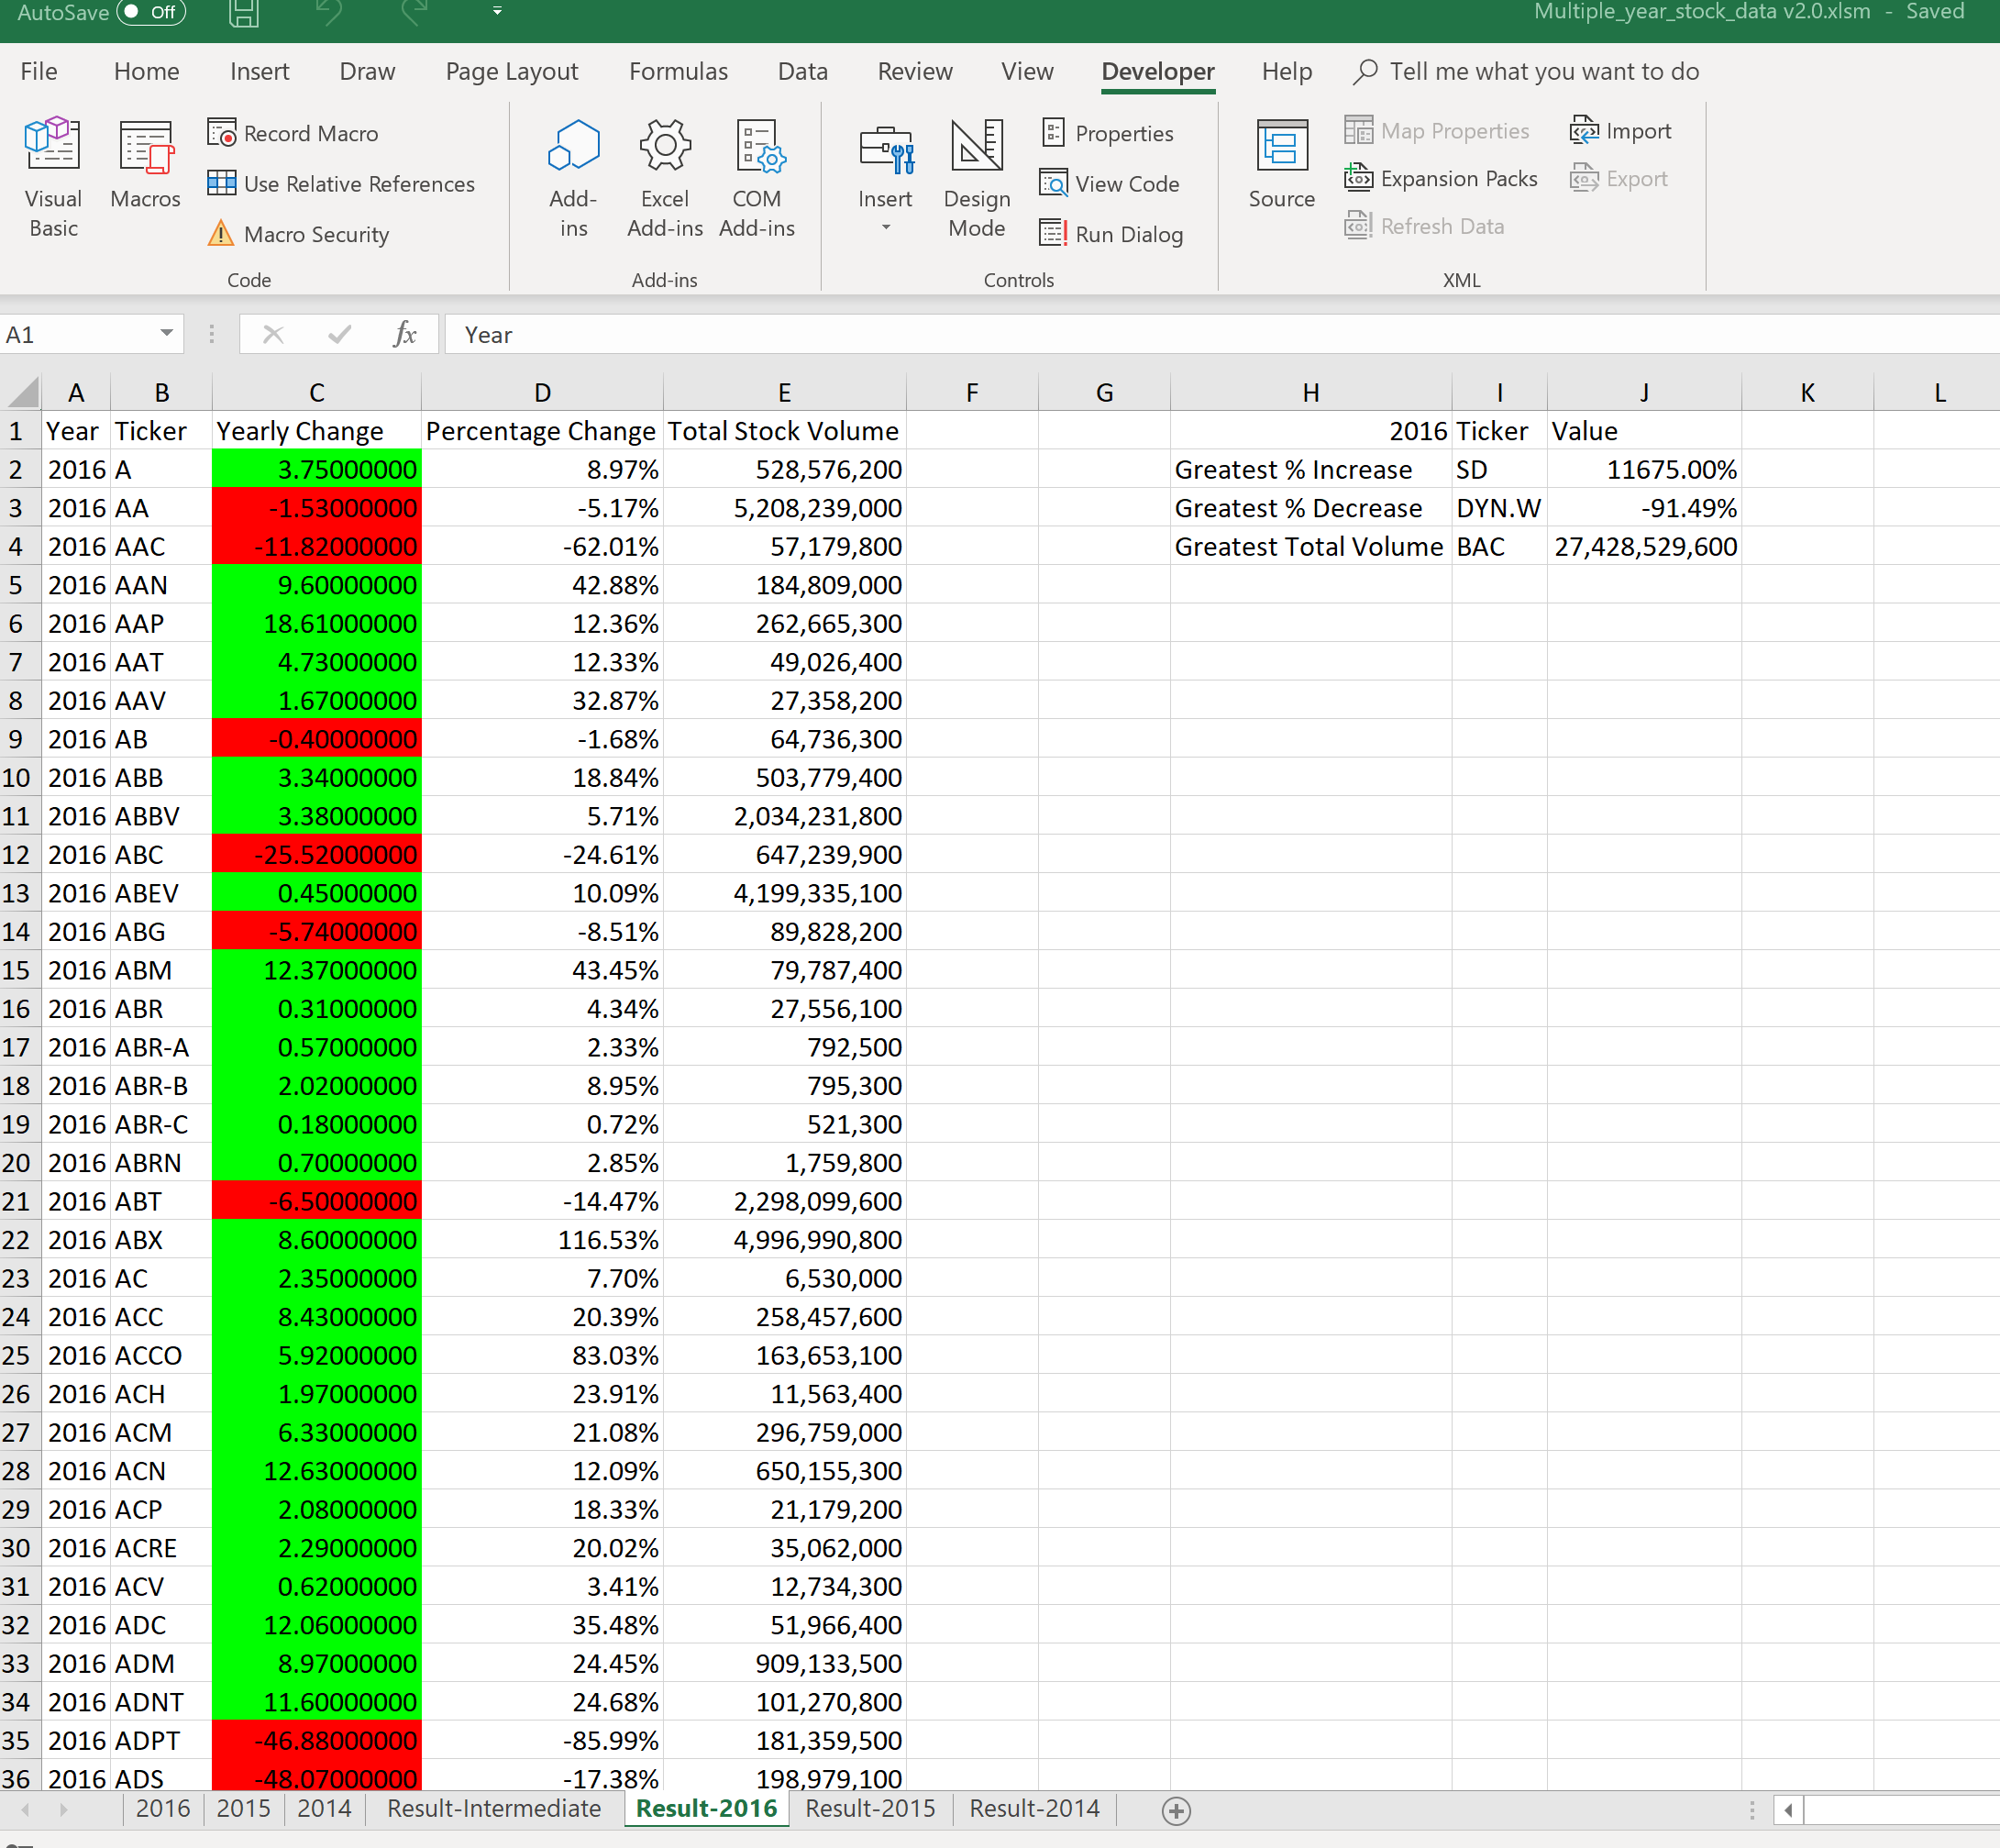 AutoSave Off Multiple_year_stock_data v2.0.xlsm - Saved
File Home Insert Draw Page Layout Formulas Data Review View Developer Help Tell me what you want to do
Visual Basic
Macros
Record Macro
Use Relative References
Macro Security
Code
Add-ins
Excel Add-ins
COM Add-ins
Add-ins
Insert
Design Mode
Properties
View Code
Run Dialog
Controls
Source
Map Properties
Expansion Packs
Refresh Data
Import
Export
XML
A1 fx Year
A B C D E F G H I J K L
1 Year Ticker Yearly Change Percentage Change Total Stock Volume 2016 Ticker Value
2 2016 A 3.75000000 8.97% 528,576,200 Greatest % Increase SD 11675.00%
3 2016 AA -1.53000000 -5.17% 5,208,239,000 Greatest % Decrease DYN.W -91.49%
4 2016 AAC -11.82000000 -62.01% 57,179,800 Greatest Total Volume BAC 27,428,529,600
5 2016 AAN 9.60000000 42.88% 184,809,000
6 2016 AAP 18.61000000 12.36% 262,665,300
7 2016 AAT 4.73000000 12.33% 49,026,400
8 2016 AAV 1.67000000 32.87% 27,358,200
9 2016 AB -0.40000000 -1.68% 64,736,300
10 2016 ABB 3.34000000 18.84% 503,779,400
11 2016 ABBV 3.38000000 5.71% 2,034,231,800
12 2016 ABC -25.52000000 -24.61% 647,239,900
13 2016 ABEV 0.45000000 10.09% 4,199,335,100
14 2016 ABG -5.74000000 -8.51% 89,828,200
15 2016 ABM 12.37000000 43.45% 79,787,400
16 2016 ABR 0.31000000 4.34% 27,556,100
17 2016 ABR-A 0.57000000 2.33% 792,500
18 2016 ABR-B 2.02000000 8.95% 795,300
19 2016 ABR-C 0.18000000 0.72% 521,300
20 2016 ABRN 0.70000000 2.85% 1,759,800
21 2016 ABT -6.50000000 -14.47% 2,298,099,600
22 2016 ABX 8.60000000 116.53% 4,996,990,800
23 2016 AC 2.35000000 7.70% 6,530,000
24 2016 ACC 8.43000000 20.39% 258,457,600
25 2016 ACCO 5.92000000 83.03% 163,653,100
26 2016 ACH 1.97000000 23.91% 11,563,400
27 2016 ACM 6.33000000 21.08% 296,759,000
28 2016 ACN 12.63000000 12.09% 650,155,300
29 2016 ACP 2.08000000 18.33% 21,179,200
30 2016 ACRE 2.29000000 20.02% 35,062,000
31 2016 ACV 0.62000000 3.41% 12,734,300
32 2016 ADC 12.06000000 35.48% 51,966,400
33 2016 ADM 8.97000000 24.45% 909,133,500
34 2016 ADNT 11.60000000 24.68% 101,270,800
35 2016 ADPT -46.88000000 -85.99% 181,359,500
36 2016 ADS -48.07000000 -17.38% 198,979,100
2016 2015 2014 Result-Intermediate Result-2016 Result-2015 Result-2014